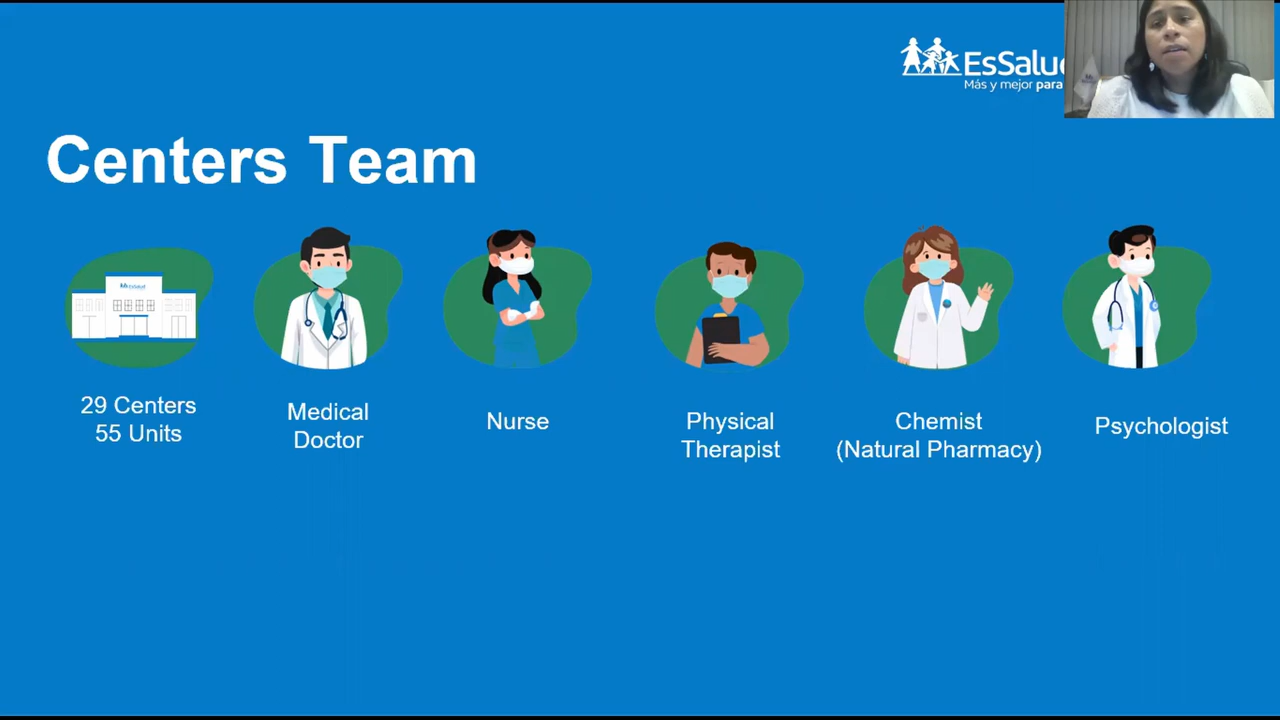 EsSalud
Más y mejor para
Centers Team
EsSalud
29 Centers
55 Units
Medical
Doctor
Nurse
Physical
Therapist
Chemist
(Natural Pharmacy)
Psychologist